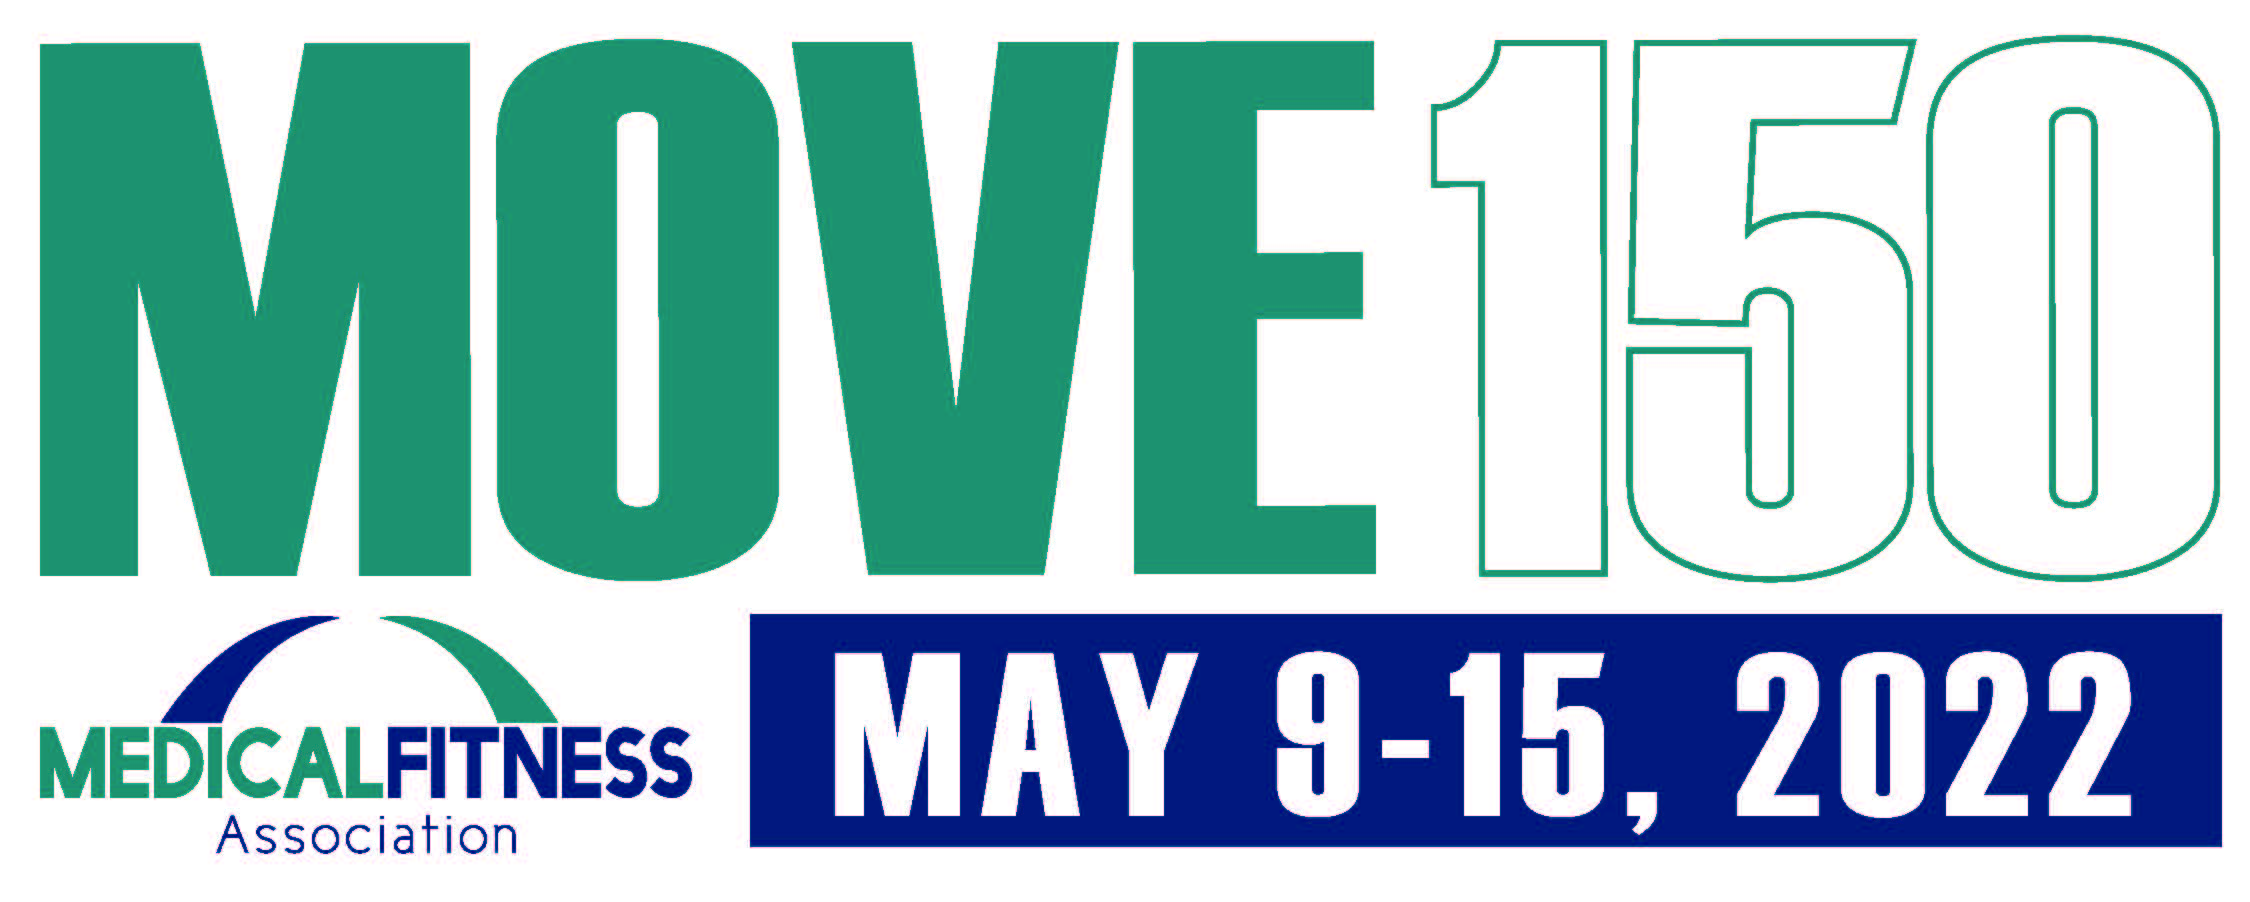 MOVE150
MEDICALFITNESS
Association
MAY 9-15, 2022